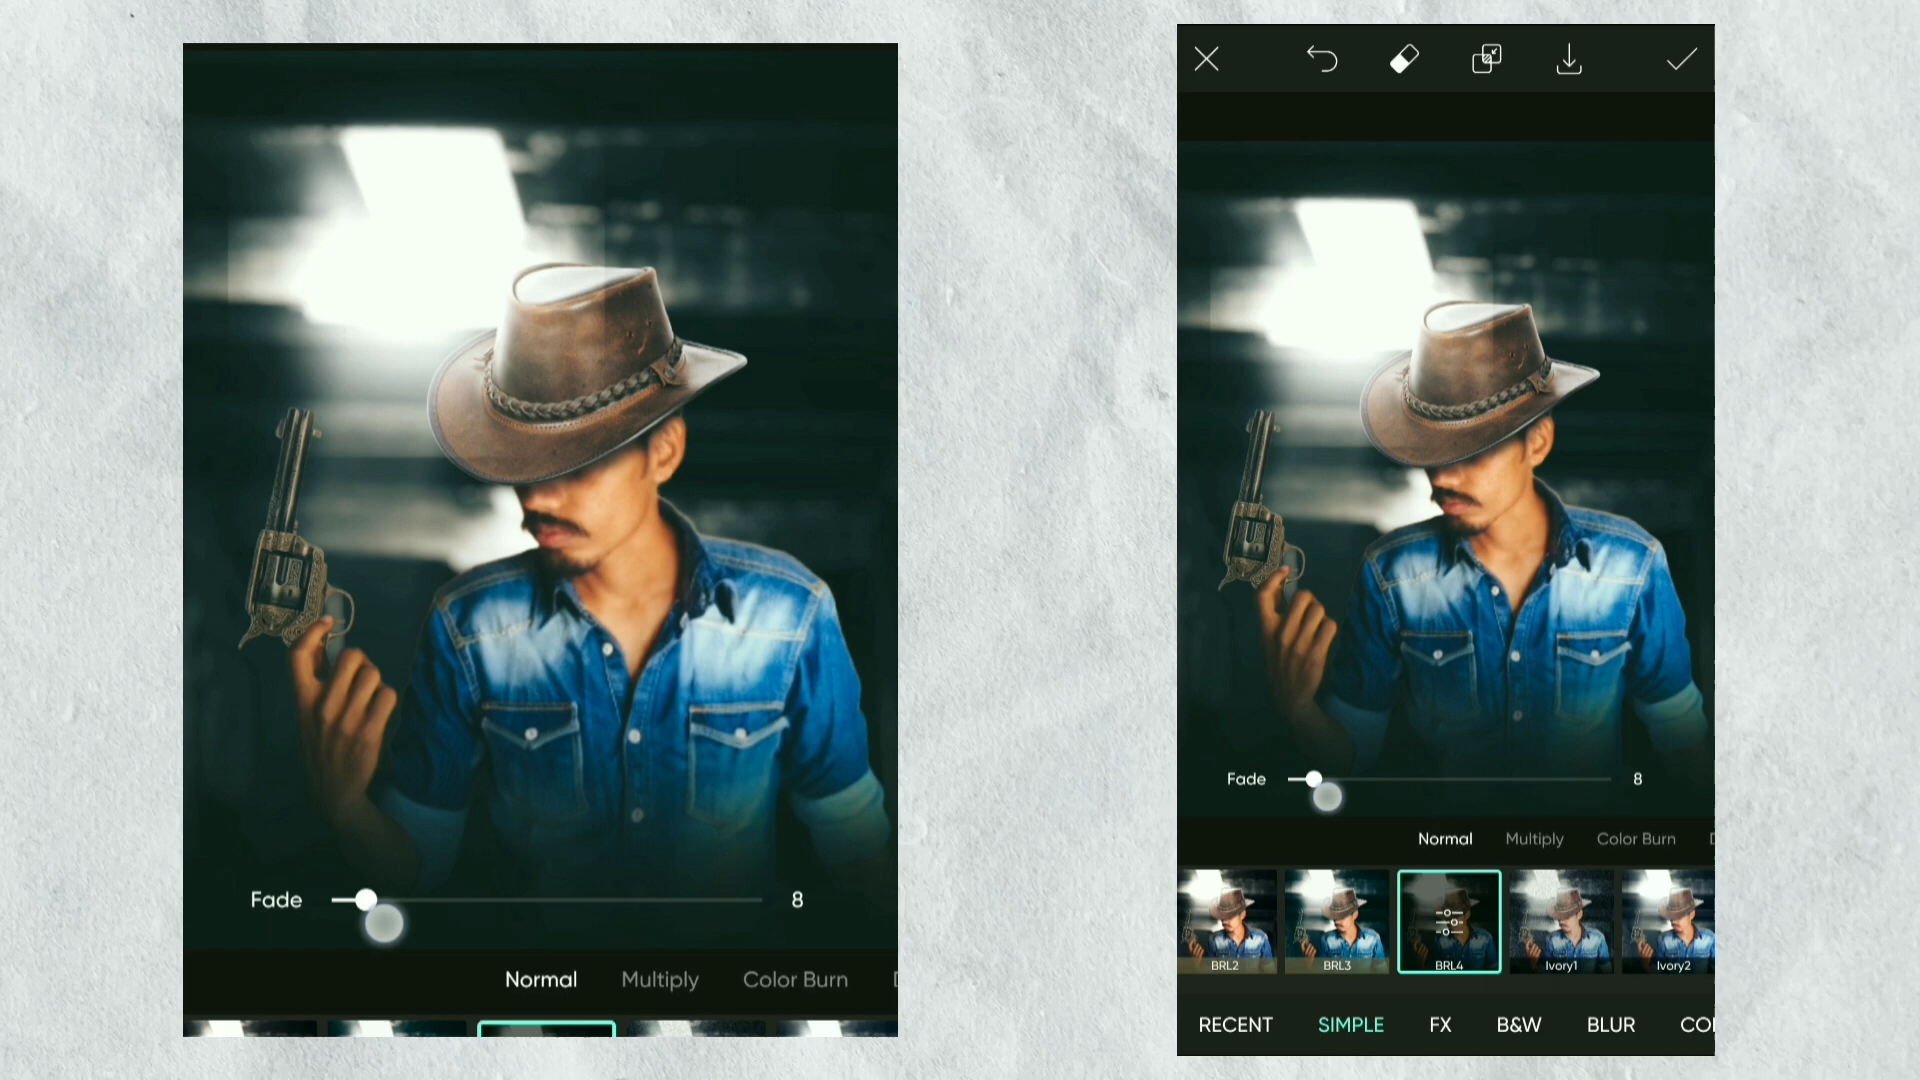 Fade 8
Normal Multiply Color Burn
Fade 8
Normal Multiply Color Burn
BRL2 BRL3 BRL4 Ivory1 Ivory2
RECENT SIMPLE FX B&W BLUR